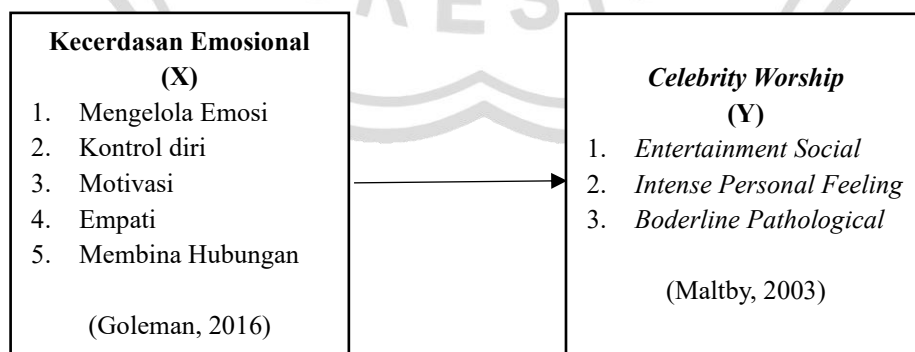 RES
Kecerdasan Emosional
(X)
1. Mengelola Emosi
2. Kontrol diri
3. Motivasi
4. Empati
5. Membina Hubungan
(Goleman, 2016)
Celebrity Worship
(Y)
1. Entertainment Social
2. Intense Personal Feeling
3. Boderline Pathological
(Maltby, 2003)